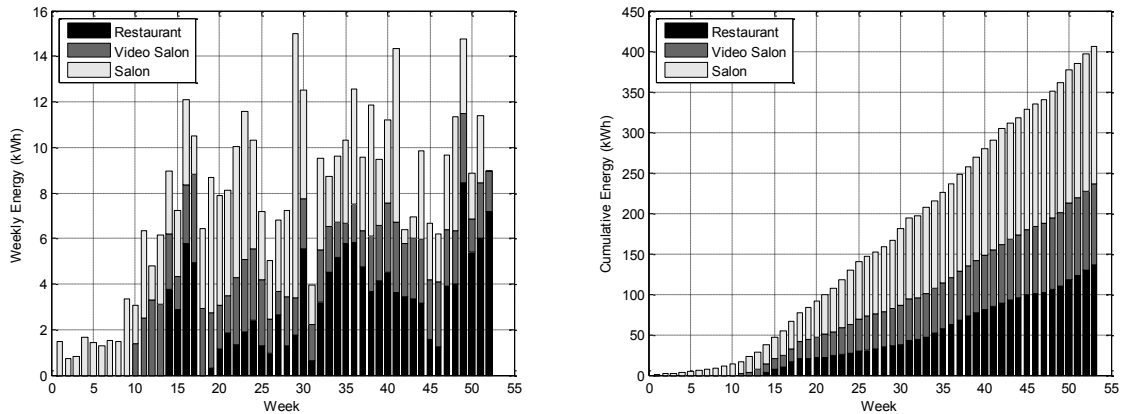 16
14
12
10
8
6
4
2
0
Weekly Energy (kWh)
Restaurant
Video Salon
Salon
0 5 10 15 20 25 30 35 40 45 50 55
Week
450
400
350
300
250
200
150
100
50
0
Cumulative Energy (kWh)
Restaurant
Video Salon
Salon
0 5 10 15 20 25 30 35 40 45 50 55
Week